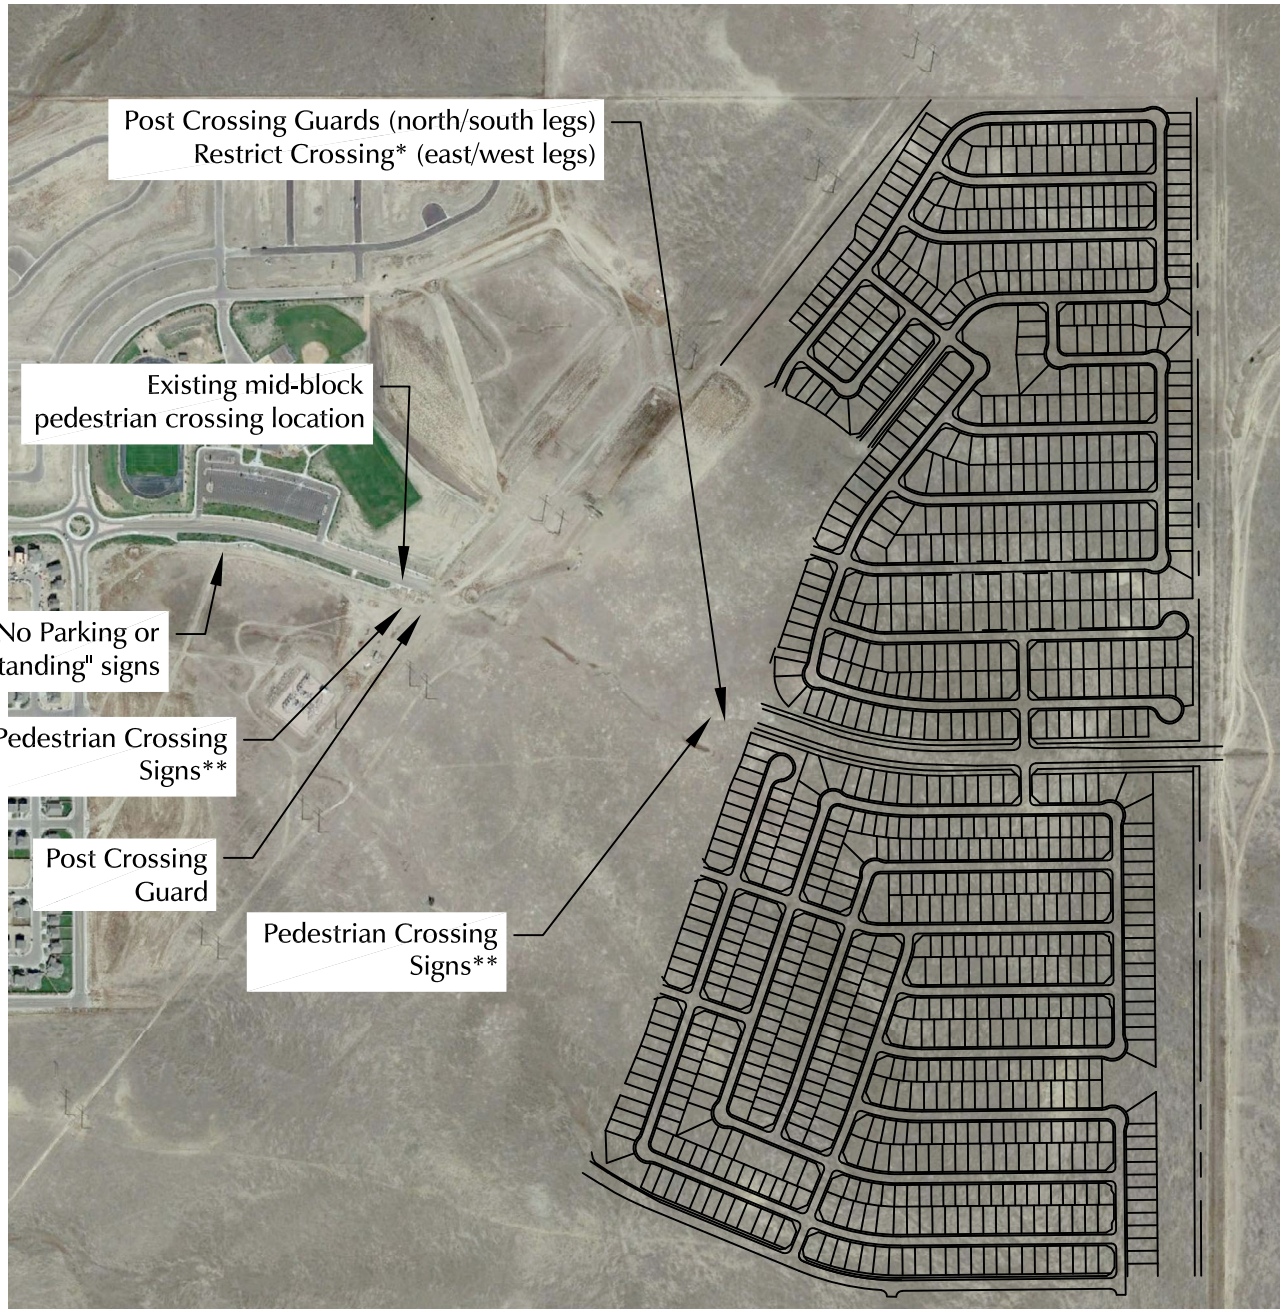 Post Crossing Guards (north/south legs)
Restrict Crossing* (east/west legs)
Existing mid-block
pedestrian crossing location
No Parking or
tanding" signs
Pedestrian Crossing
Signs**
Post Crossing
Guard
Pedestrian Crossing
Signs**